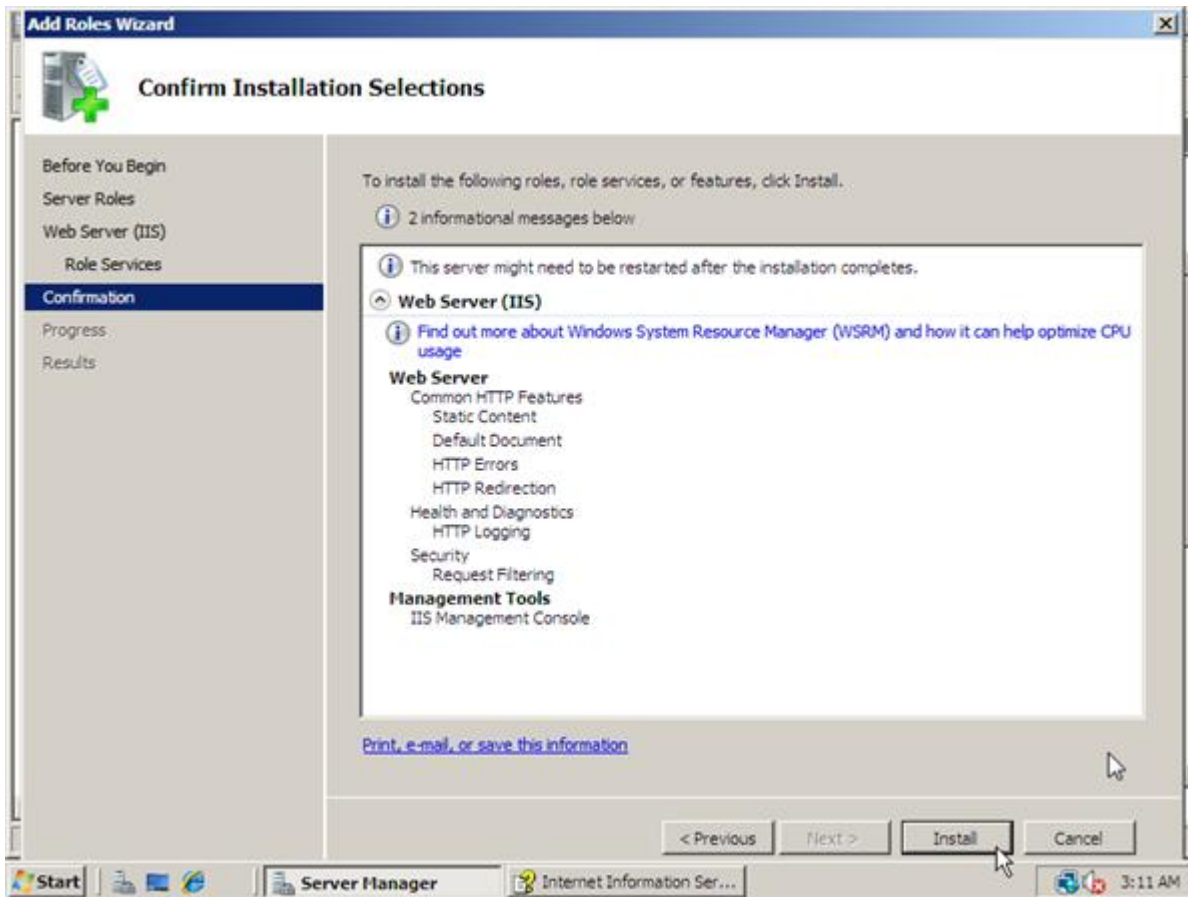 Add Roles Wizard
Confirm Installation Selections
Before You Begin
Server Roles
Web Server (IIS)
Role Services
Confirmation
Progress
Results
To install the following roles, role services, or features, click Install.
2 informational messages below
This server might need to be restarted after the installation completes.
Web Server (IIS)
Find out more about Windows System Resource Manager (WSRM) and how it can help optimize CPU
usage
Web Server
Common HTTP Features
Static Content
Default Document
HTTP Errors
HTTP Redirection
Health and Diagnostics
HTTP Logging
Security
Request Filtering
Management Tools
IIS Management Console
Print, e-mail, or save this information
< Previous
Next >
Install
Cancel
Start
Server Manager
Internet Information Ser...
3:11 AM